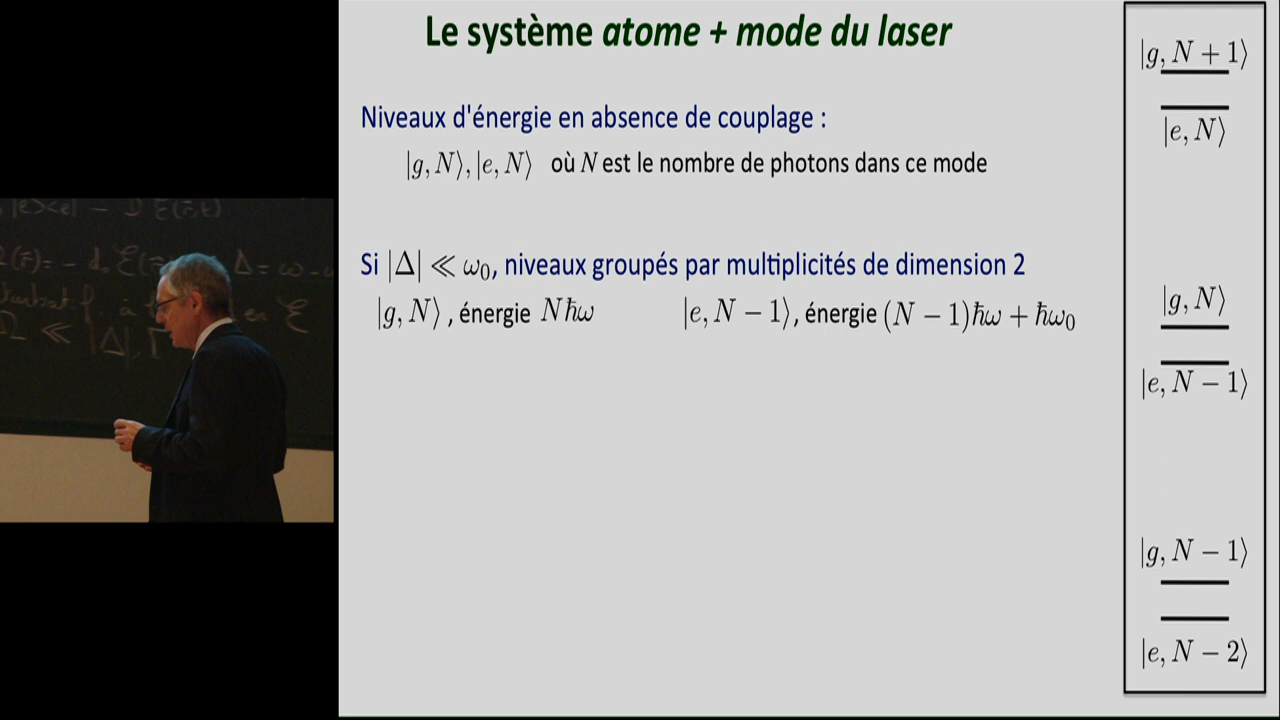 Le système atome + mode du laser
Niveaux d'énergie en absence de couplage :
|g, N⟩, |e, N⟩ où N est le nombre de photons dans ce mode
Si |Δ| ≪ ω₀, niveaux groupés par multiplicités de dimension 2
|g, N⟩ , énergie Nħω |e, N − 1⟩, énergie (N − 1)ħω + ħω₀
|g, N + 1⟩
|e, N⟩
|g, N⟩
|e, N − 1⟩
|g, N − 1⟩
|e, N − 2⟩
|e><e| −
Δ = ω −
≪ |Δ|, Γ